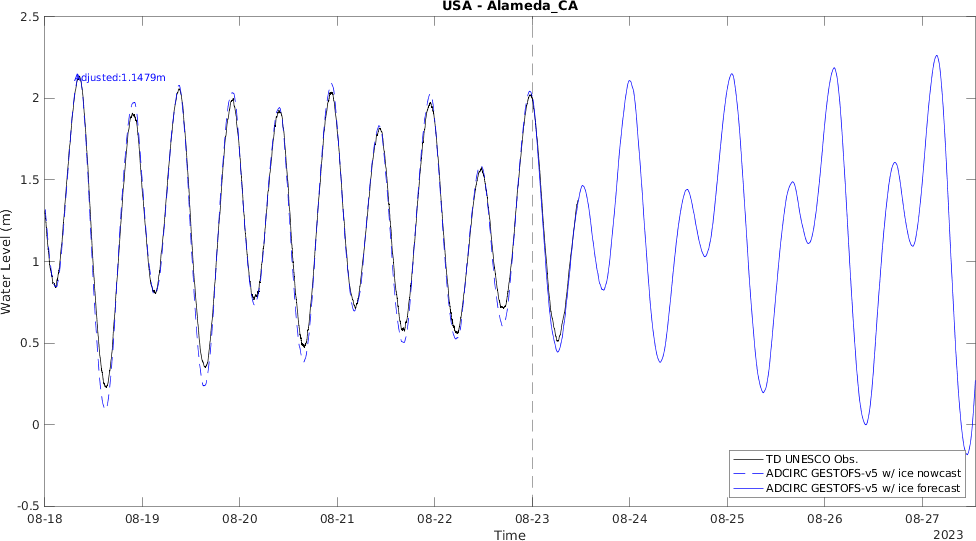 USA - Alameda_CA
2.5
2
1.5
1
0.5
0
-0.5
Water Level (m)
Adjusted:1.1479m
TD UNESCO Obs.
ADCIRC GESTOFS-v5 w/ ice nowcast
ADCIRC GESTOFS-v5 w/ ice forecast
08-18 08-19 08-20 08-21 08-22 08-23 08-24 08-25 08-26 08-27
Time
2023